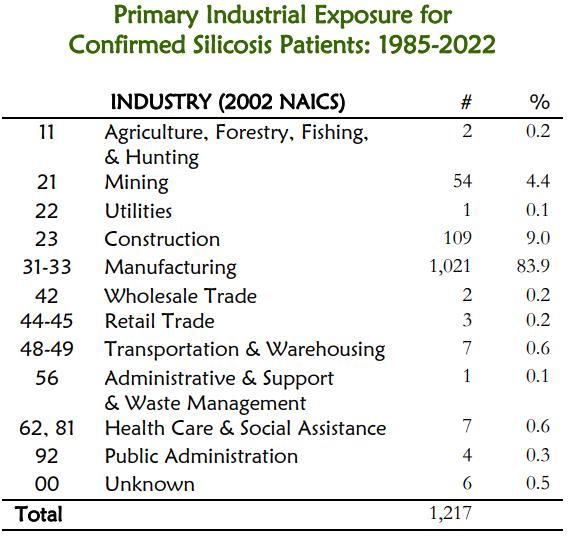 Primary Industrial Exposure for
Confirmed Silicosis Patients: 1985-2022
INDUSTRY (2002 NAICS) # %
11 Agriculture, Forestry, Fishing, 2 0.2
& Hunting
21 Mining 54 4.4
22 Utilities 1 0.1
23 Construction 109 9.0
31-33 Manufacturing 1,021 83.9
42 Wholesale Trade 2 0.2
44-45 Retail Trade 3 0.2
48-49 Transportation & Warehousing 7 0.6
56 Administrative & Support 1 0.1
& Waste Management
62, 81 Health Care & Social Assistance 7 0.6
92 Public Administration 4 0.3
00 Unknown 6 0.5
Total 1,217